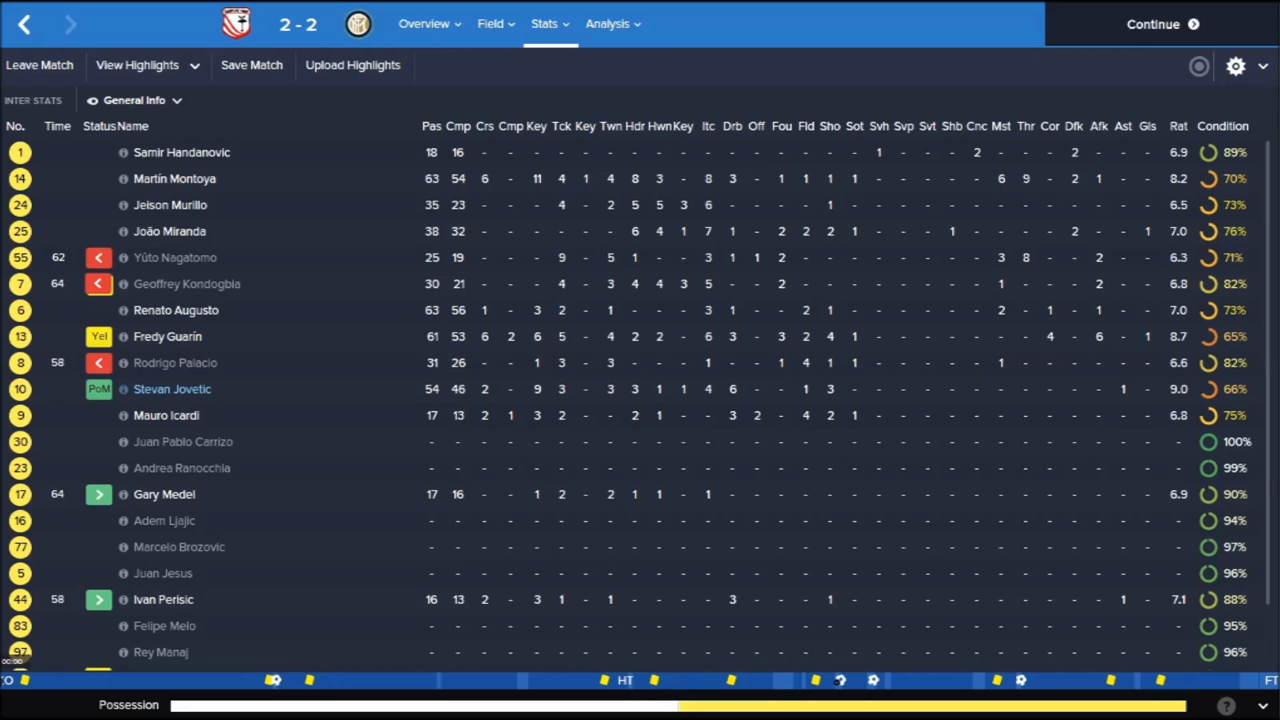 2 - 2 Overview Field Stats Analysis Continue
Leave Match View Highlights Save Match Upload Highlights
INTER STATS General Info
No. Time Status Name Pas Cmp Crs Cmp Key Tck Key Twn Hdr Hwn Key Itc Drb Off Fou Fld Sho Sot Svh Svp Svt Shb Cnc Mst Thr Cor Dfk Afk Ast Gls Rat Condition
1 Samir Handanovic 18 16 - - - - - - - - - - - - - - - - 1 - - - 2 - - - 2 - - - 6.9 89%
14 Martín Montoya 63 54 6 - 11 4 1 4 8 3 - 8 3 - 1 1 1 1 - - - - - 6 9 - 2 1 - - 8.2 70%
24 Jeison Murillo 35 23 - - - 4 - 2 5 5 3 6 - - - - 1 - - - - - - - - - - - - - 6.5 73%
25 João Miranda 38 32 - - - - - - 6 4 1 7 1 - 2 2 2 1 - - - 1 - - - - 2 - - 1 7.0 76%
55 62 < Yūto Nagatomo 25 19 - - - 9 - 5 1 - - 3 1 1 2 - - - - - - - - 3 8 - - 2 - - 6.3 71%
7 64 < Geoffrey Kondogbia 30 21 - - - 4 - 3 4 4 3 5 - - 2 - - - - - - - - 1 - - - 2 - - 6.8 82%
6 Renato Augusto 63 56 1 - 3 2 - 1 - - - 3 1 - - 2 1 - - - - - - 2 - 1 - 1 - - 7.0 73%
13 Yel Fredy Guarín 61 53 6 2 6 5 - 4 2 2 - 6 3 - 3 2 4 1 - - - - - - - 4 - 6 - 1 8.7 65%
8 58 < Rodrigo Palacio 31 26 - - 1 3 - 3 - - - 1 - - 1 4 1 1 - - - - - 1 - - - - - - 6.6 82%
10 PoM Stevan Jovetic 54 46 2 - 9 3 - 3 3 1 1 4 6 - - 1 3 - - - - - - - - - - - 1 - 9.0 66%
9 Mauro Icardi 17 13 2 1 3 2 - - 2 1 - - 3 2 - 4 2 1 - - - - - - - - - - - - 6.8 75%
30 Juan Pablo Carrizo - - - - - - - - - - - - - - - - - - - - - - - - - - - - - - - 100%
23 Andrea Ranocchia - - - - - - - - - - - - - - - - - - - - - - - - - - - - - - - 99%
17 64 > Gary Medel 17 16 - - 1 2 - 2 1 1 - 1 - - - - - - - - - - - - - - - - - - 6.9 90%
16 Adem Ljajic - - - - - - - - - - - - - - - - - - - - - - - - - - - - - - - 94%
77 Marcelo Brozovic - - - - - - - - - - - - - - - - - - - - - - - - - - - - - - - 97%
5 Juan Jesus - - - - - - - - - - - - - - - - - - - - - - - - - - - - - - - 96%
44 58 > Ivan Perisic 16 13 2 - 3 1 - 1 - - - - 3 - - - 1 - - - - - - - - - - - 1 - 7.1 88%
83 Felipe Melo - - - - - - - - - - - - - - - - - - - - - - - - - - - - - - - 95%
97 Rey Manaj - - - - - - - - - - - - - - - - - - - - - - - - - - - - - - - 96%
00:00
HT FT
Possession